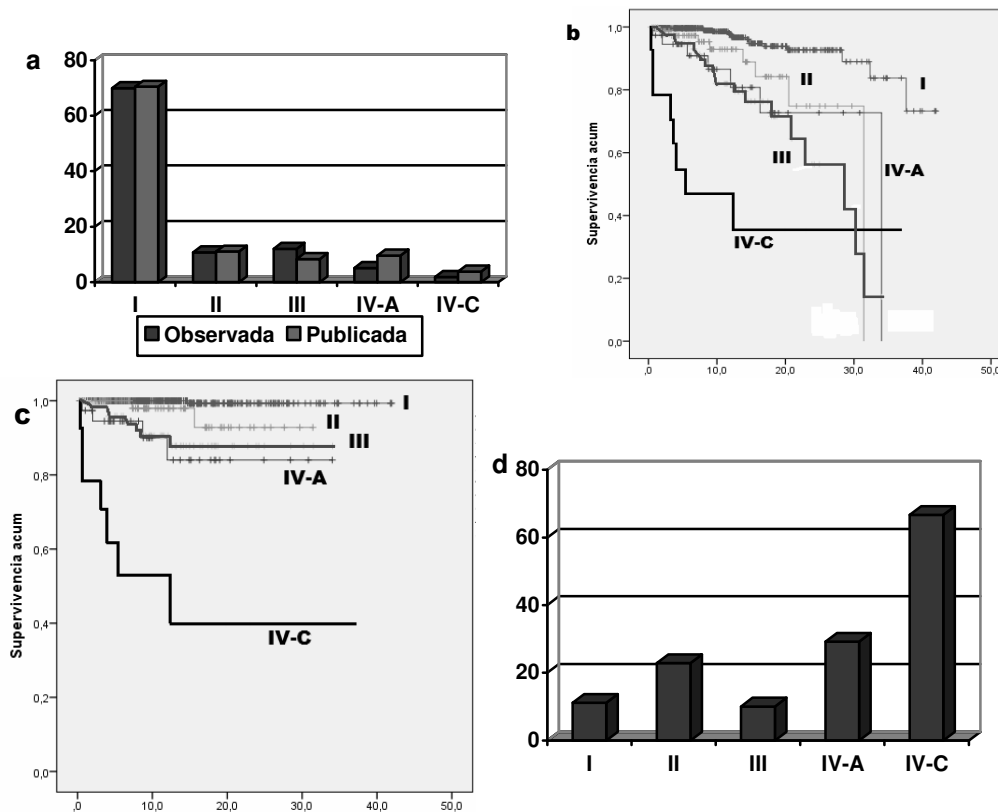 a
80
60
40
20
0
I II III IV-A IV-C
Observada Publicada
b
Supervivencia acum
1,0
0,8
0,6
0,4
0,2
0,0
I
II
III
IV-A
IV-C
,0 10,0 20,0 30,0 40,0 50,0
c
Supervivencia acum
1,0
0,8
0,6
0,4
0,2
0,0
I
II
III
IV-A
IV-C
,0 10,0 20,0 30,0 40,0 50,0
d
80
60
40
20
0
I II III IV-A IV-C